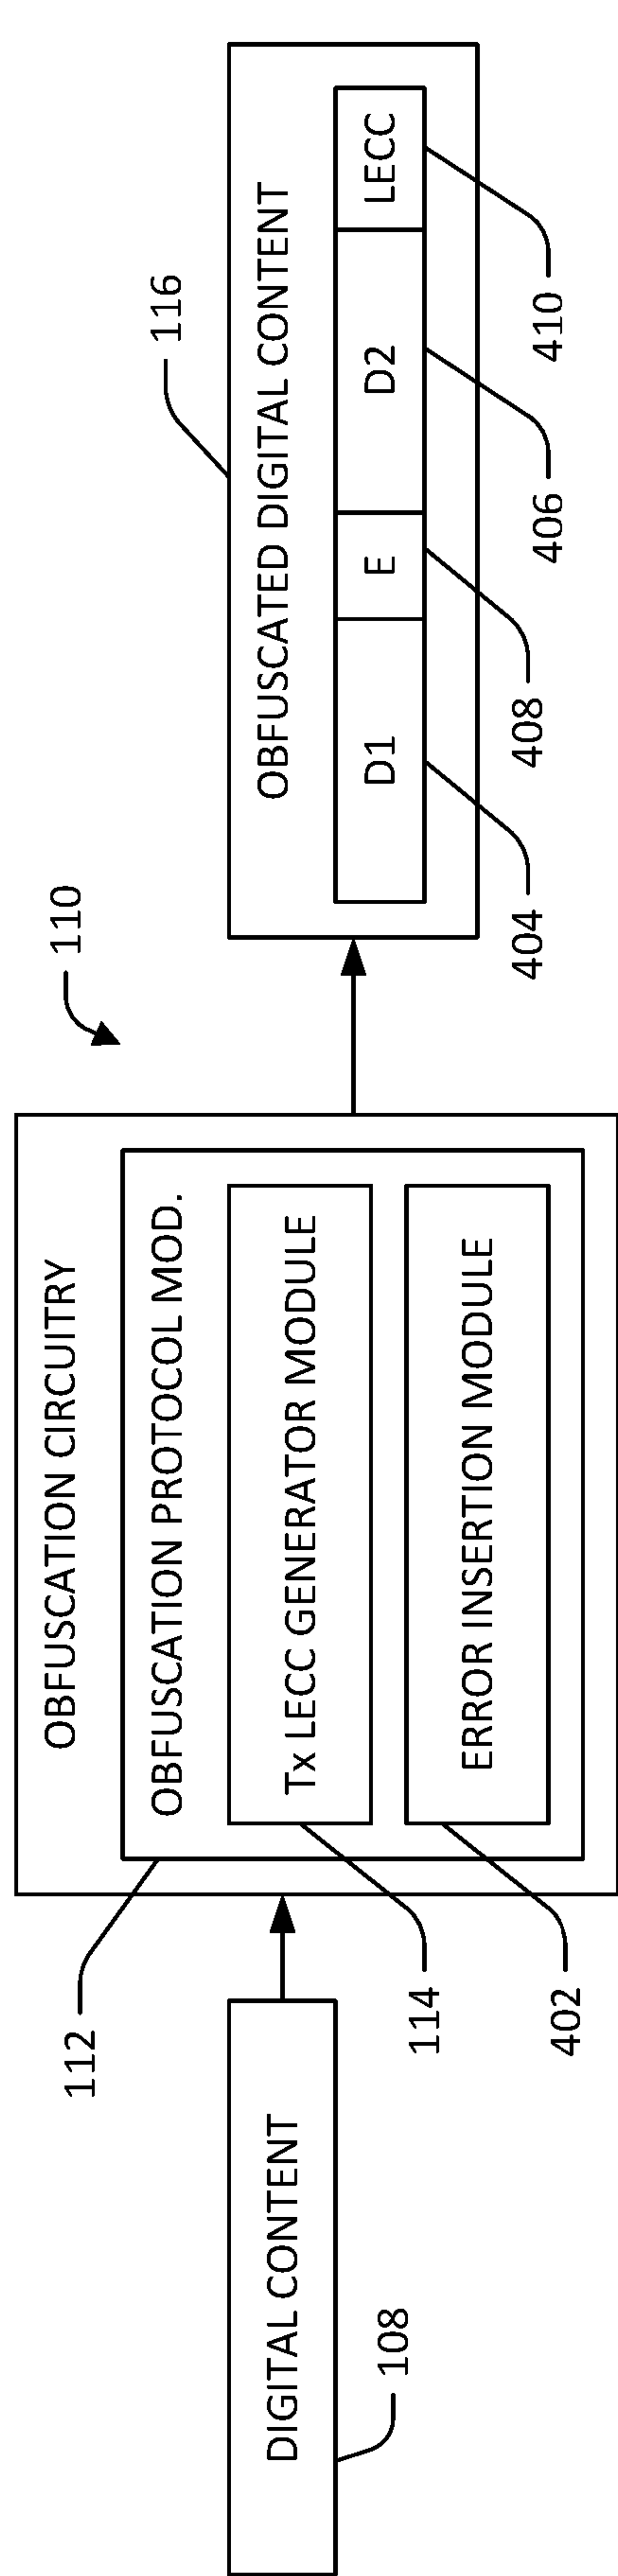 DIGITAL CONTENT
108
OBFUSCATION CIRCUITRY
112
OBFUSCATION PROTOCOL MOD.
Tx LECC GENERATOR MODULE
114
ERROR INSERTION MODULE
402
110
116
OBFUSCATED DIGITAL CONTENT
D1 E D2 LECC
404 408 406 410